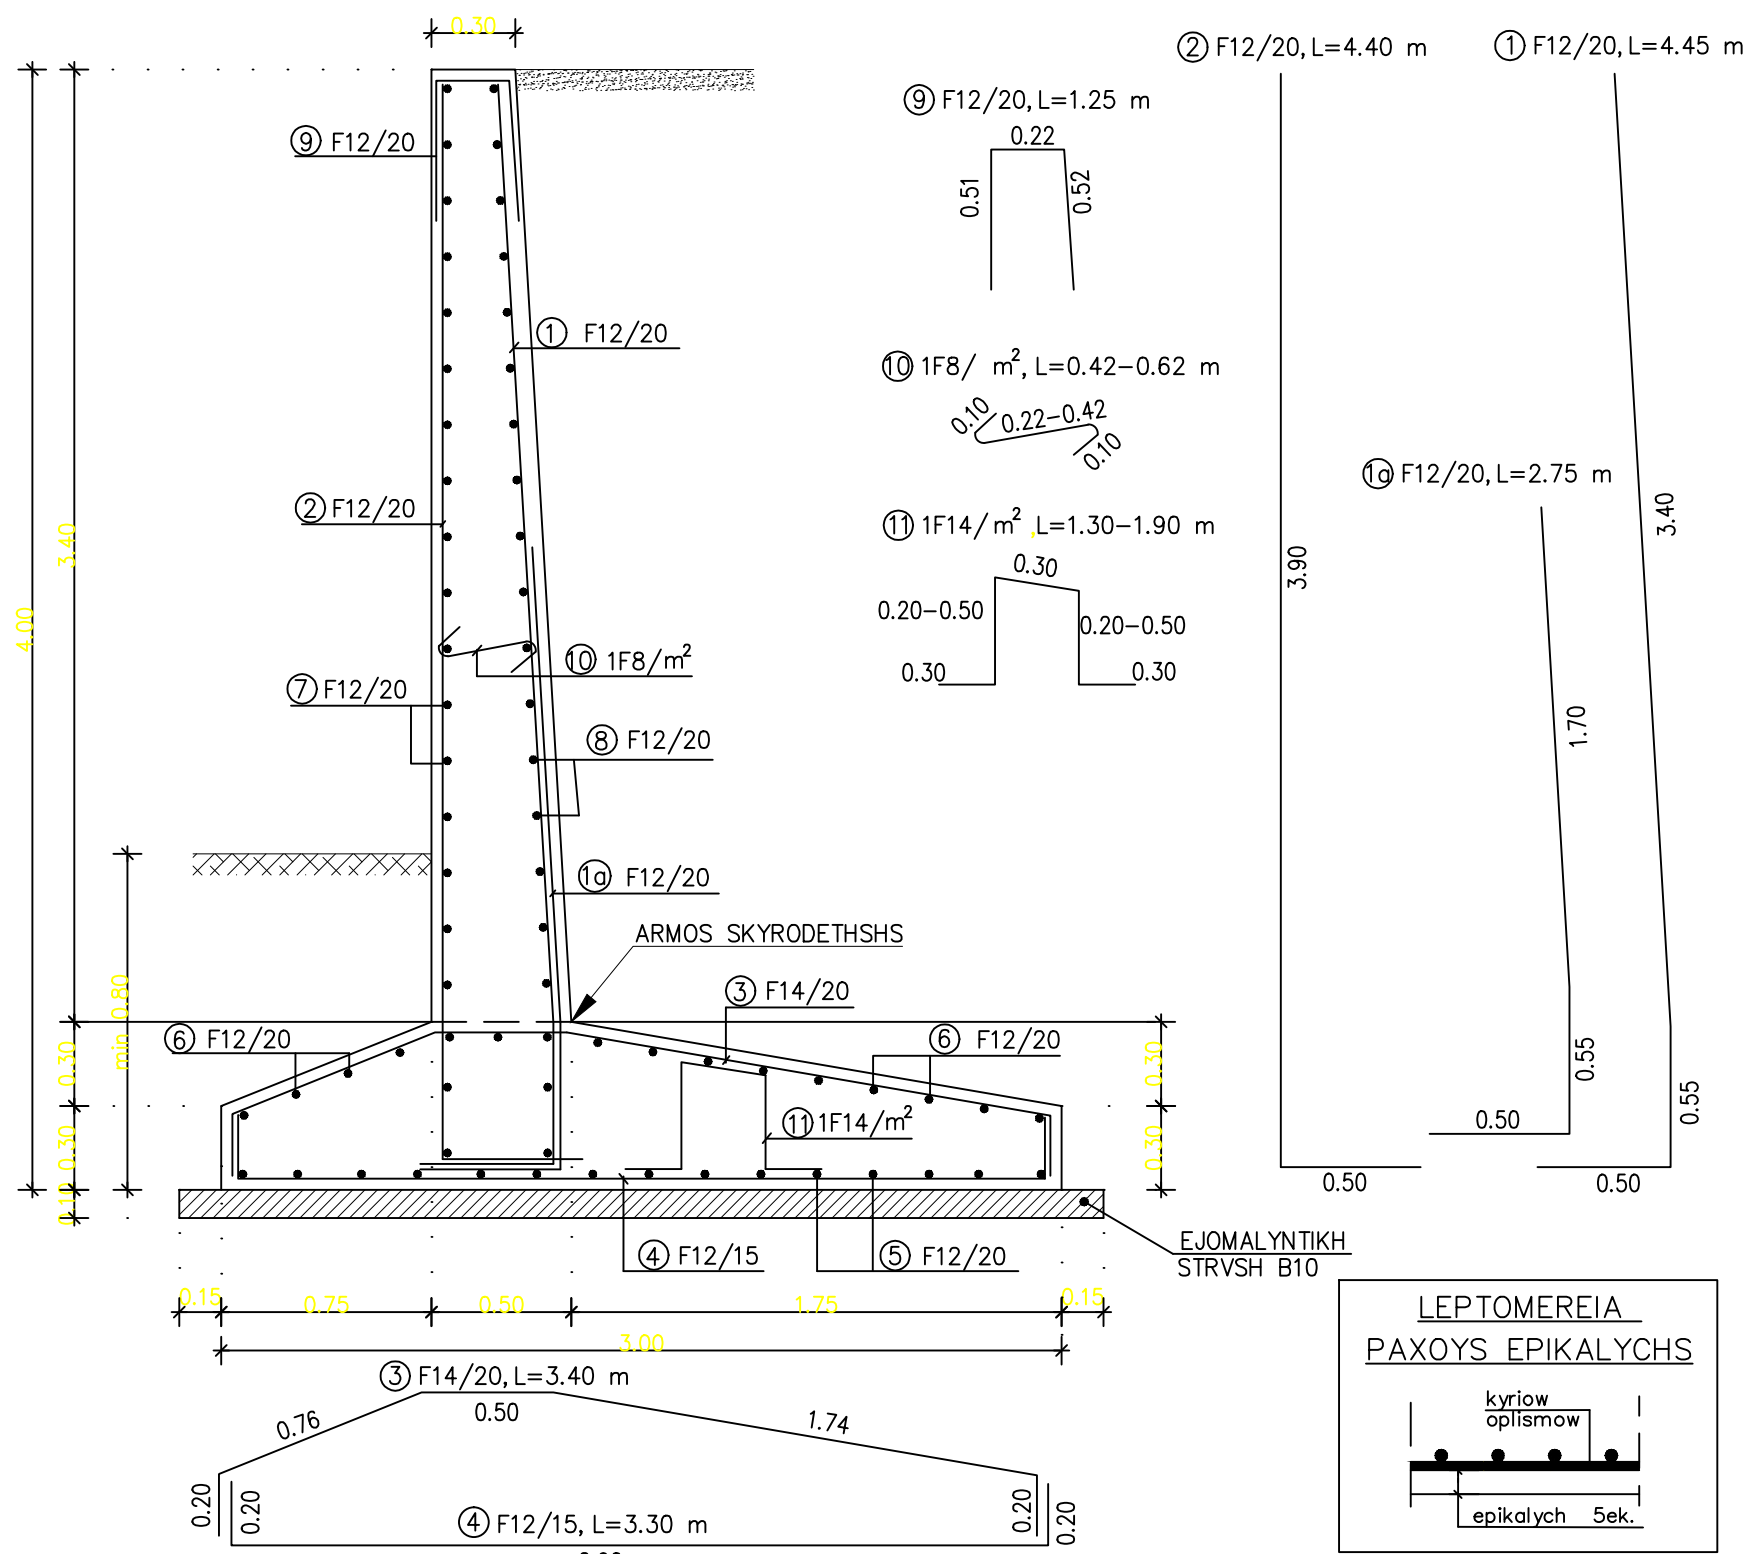 0.30
② F12/20, L=4.40 m
① F12/20, L=4.45 m
⑨ F12/20, L=1.25 m
0.22
0.51
0.52
⑨ F12/20
① F12/20
⑩ 1F8/ m², L=0.42-0.62 m
0.10
0.22-0.42
0.10
1a F12/20, L=2.75 m
② F12/20
⑪ 1F14/m² , L=1.30-1.90 m
0.30
0.20-0.50
0.20-0.50
0.30
0.30
3.40
4.00
3.90
3.40
1.70
⑩ 1F8/m²
⑦ F12/20
⑧ F12/20
1a F12/20
ARMOS SKYRODETHSHS
③ F14/20
min 0.80
⑥ F12/20
⑥ F12/20
0.30
0.30
0.10
0.30
0.30
⑪ 1F14/m²
0.55
0.50
0.55
0.50
0.50
④ F12/15
⑤ F12/20
EJOMALYNTIKH
STRVSH B10
0.15
0.75
0.50
1.75
0.15
3.00
③ F14/20, L=3.40 m
0.76
0.50
1.74
0.20
0.20
0.20
0.20
④ F12/15, L=3.30 m
LEPTOMEREIA
PAXOYS EPIKALYCHS
kyriow
oplismow
epikalych 5ek.